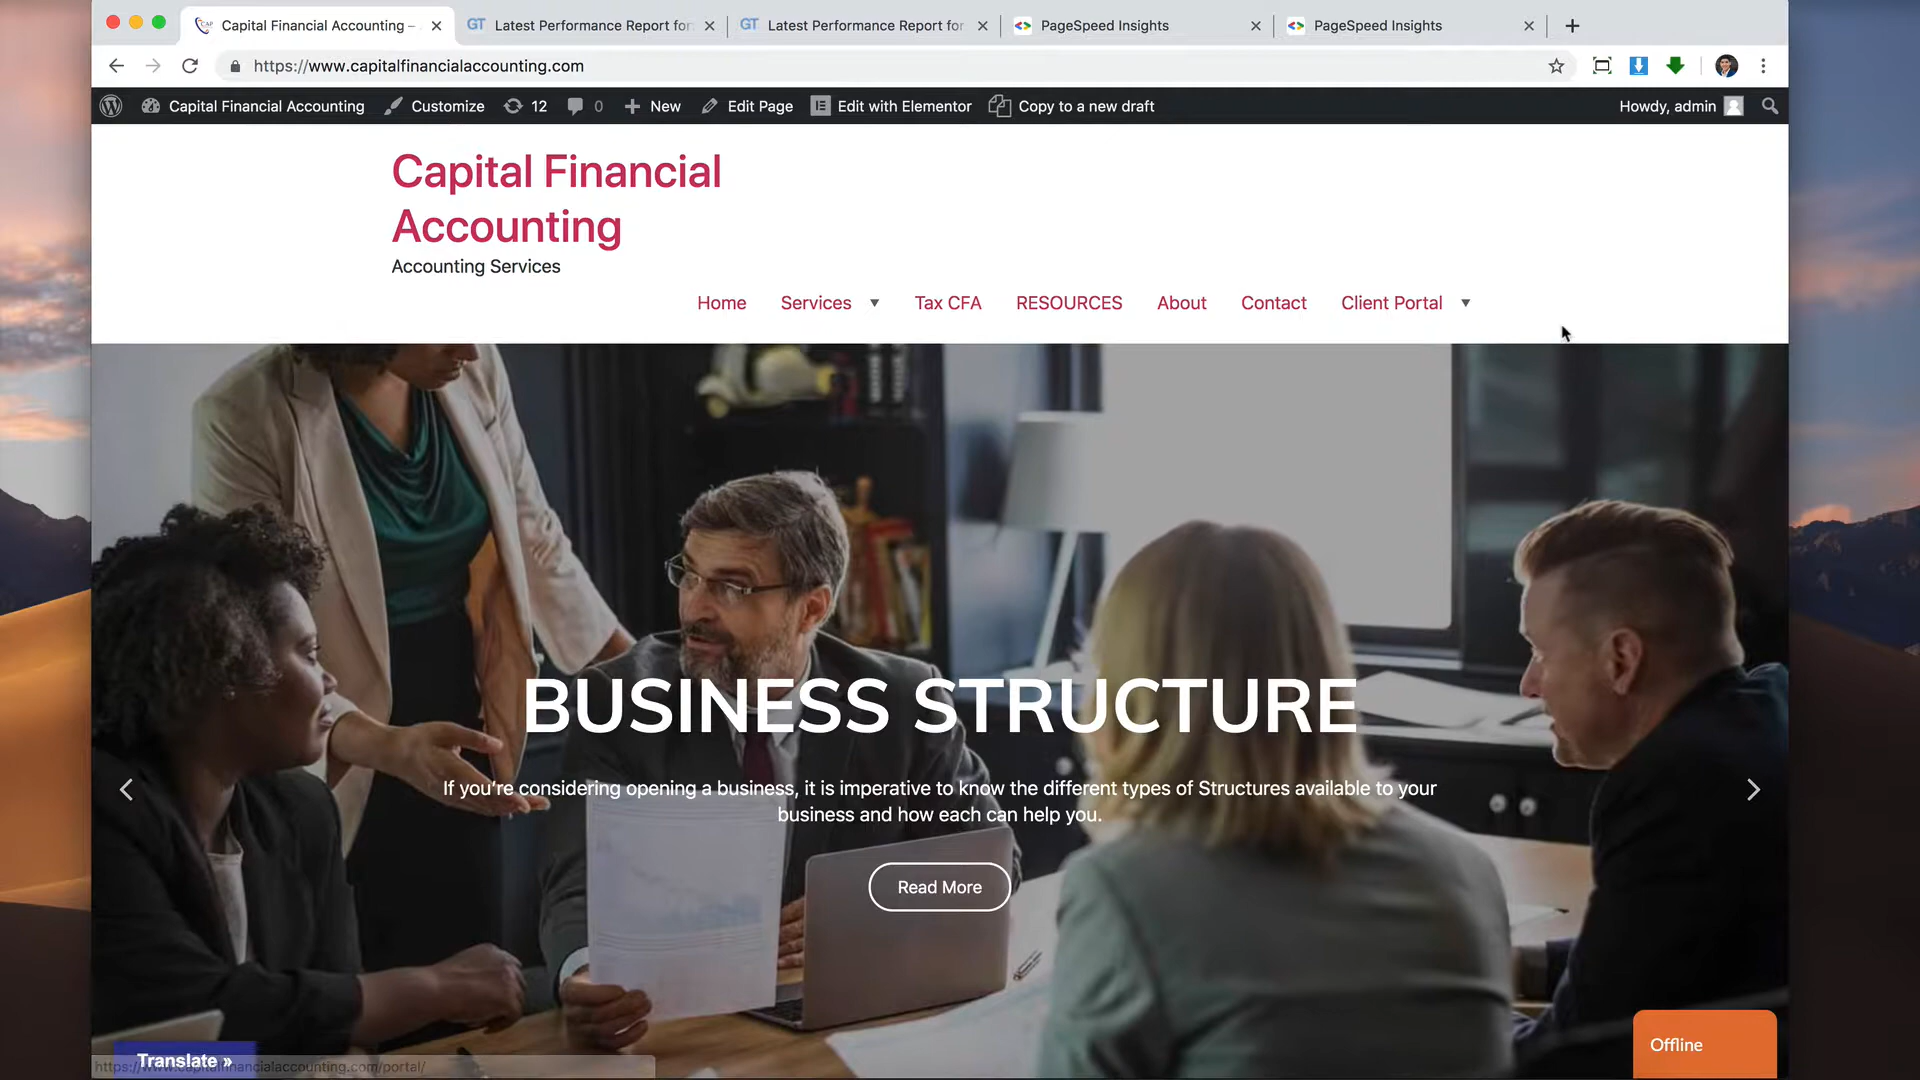 Capital Financial Accounting –
GT Latest Performance Report for
GT Latest Performance Report for
PageSpeed Insights
PageSpeed Insights
https://www.capitalfinancialaccounting.com
Capital Financial Accounting Customize 12 0 New Edit Page Edit with Elementor Copy to a new draft Howdy, admin
Capital Financial
Accounting
Accounting Services
Home Services Tax CFA RESOURCES About Contact Client Portal
BUSINESS STRUCTURE
If you’re considering opening a business, it is imperative to know the different types of Structures available to your
business and how each can help you.
Read More
Offline
Translate »
https://www.capitalfinancialaccounting.com/portal/